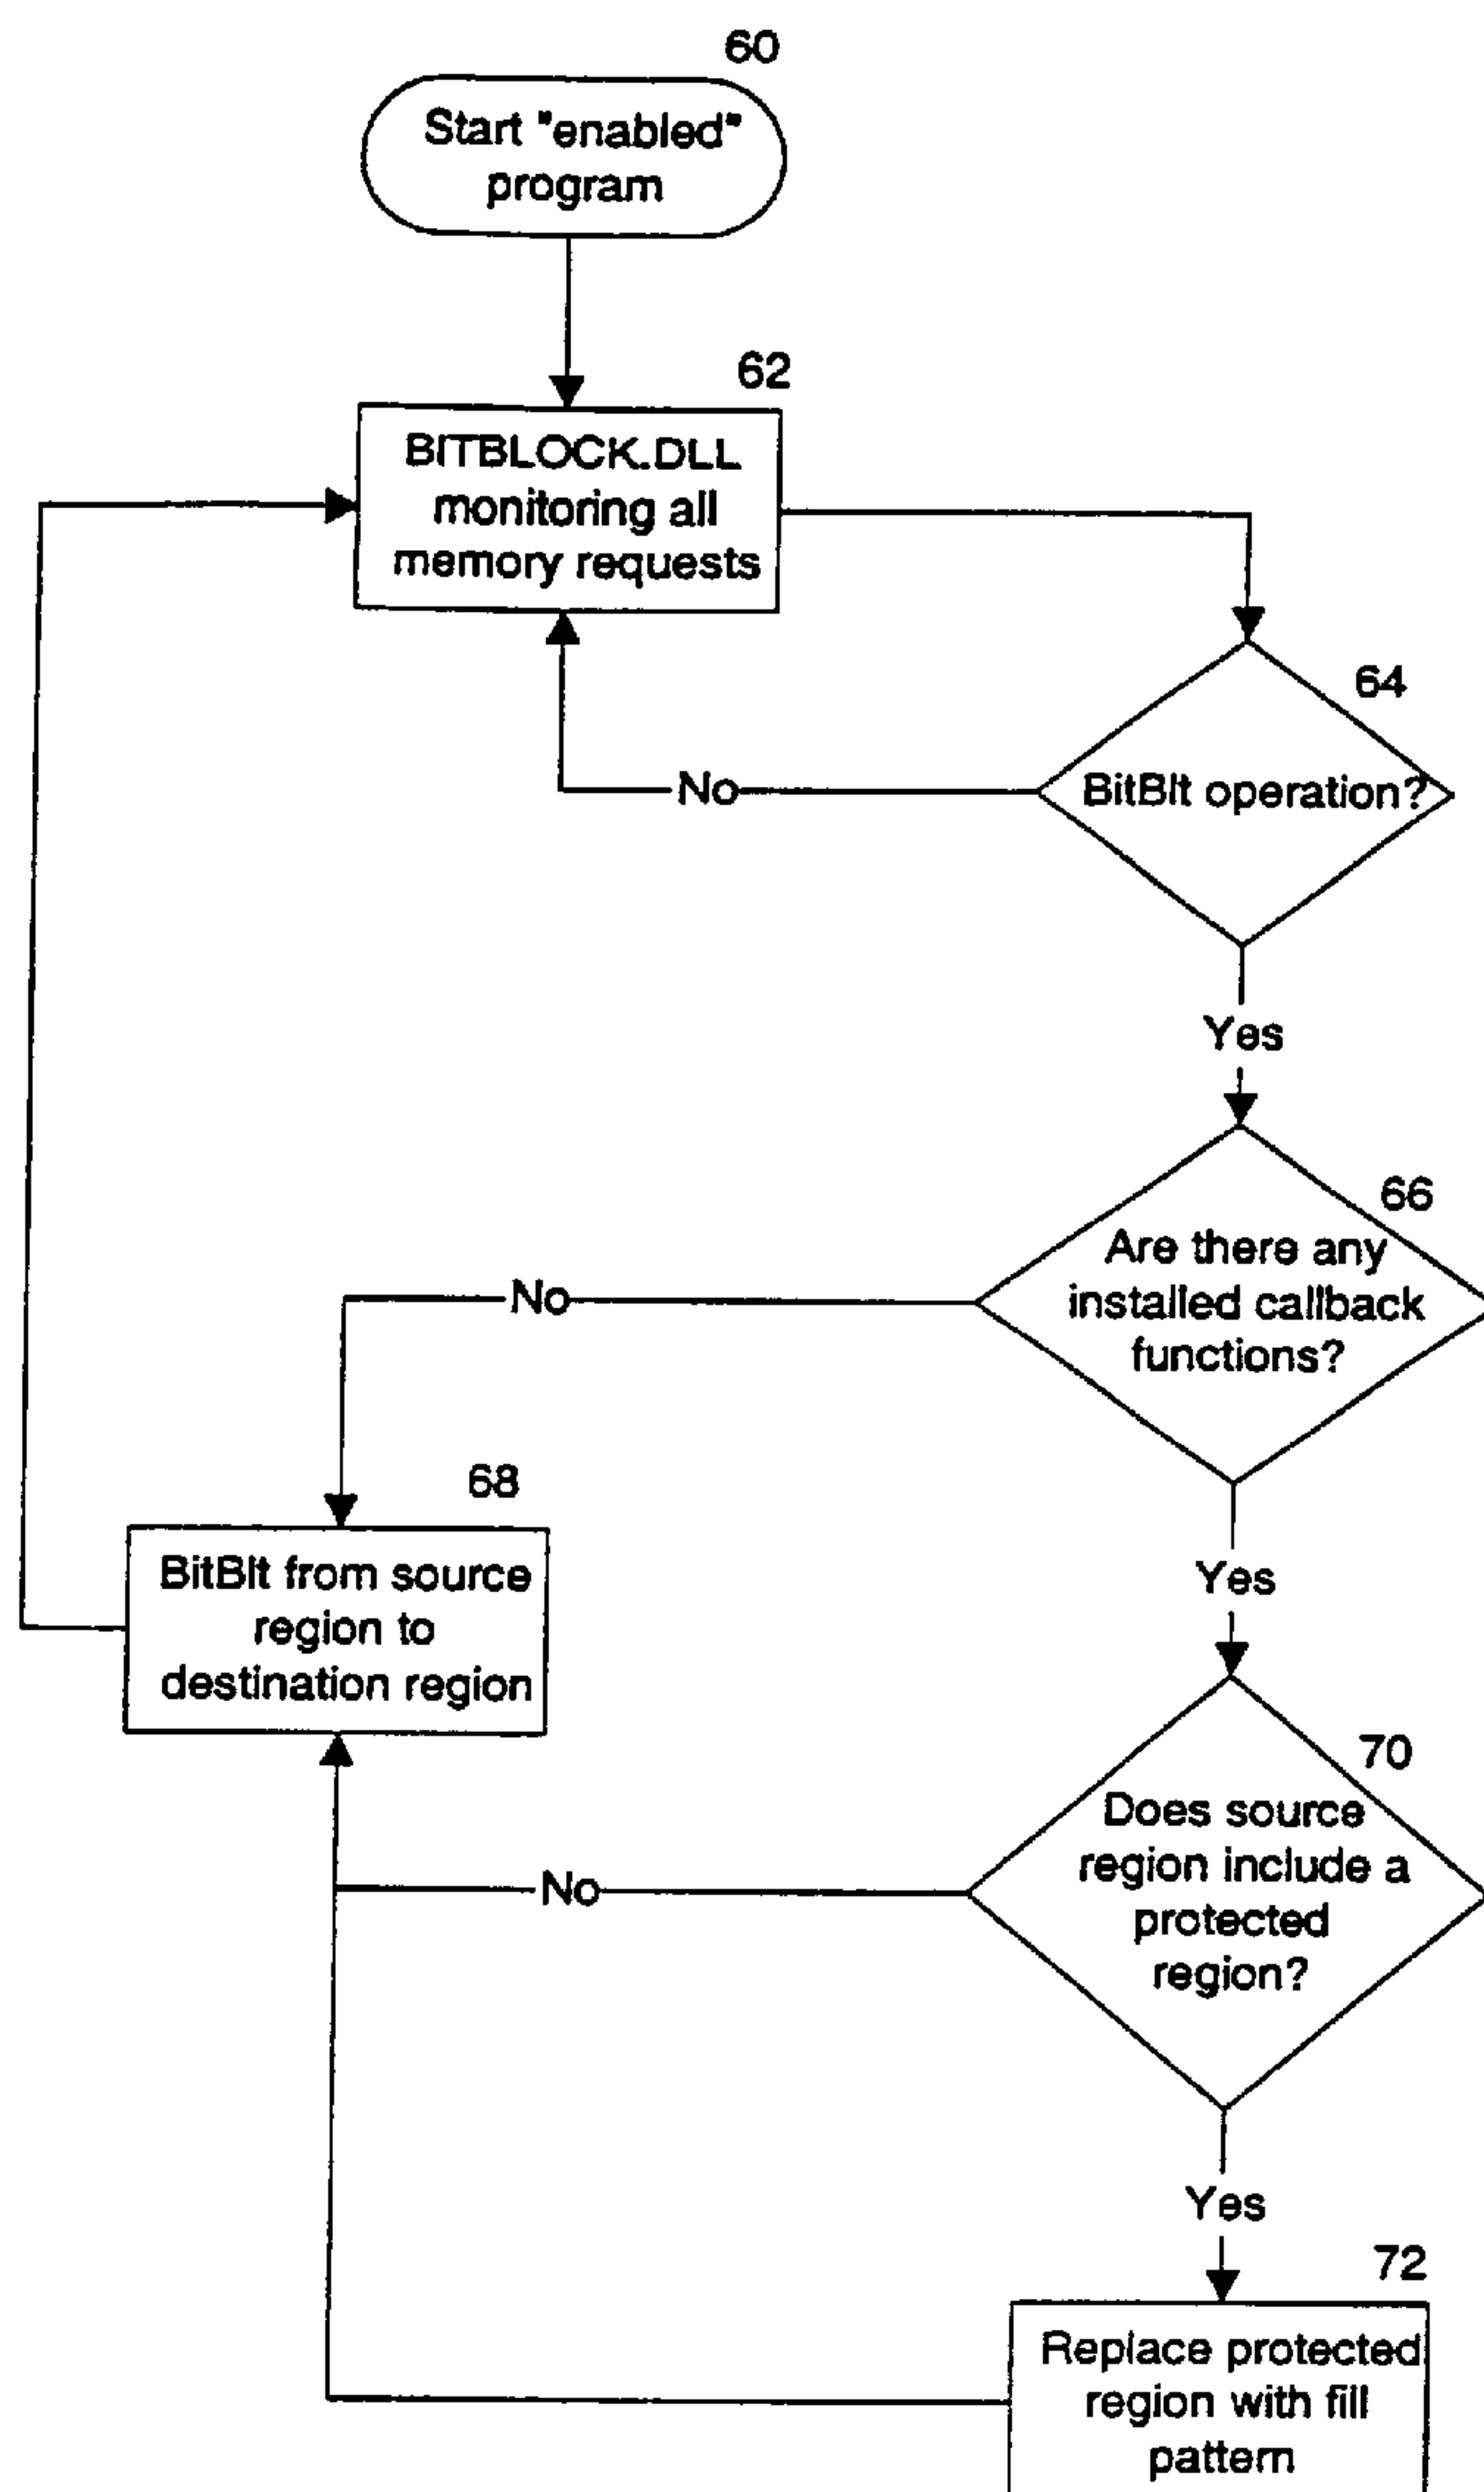 60
Start "enabled"
program
62
BITBLOCK.DLL
monitoring all
memory requests
64
BitBlt operation?
No
Yes
66
Are there any
installed callback
functions?
No
68
Yes
BitBlt from source
region to
destination region
70
Does source
region include a
protected
region?
No
Yes
72
Replace protected
region with fill
pattern